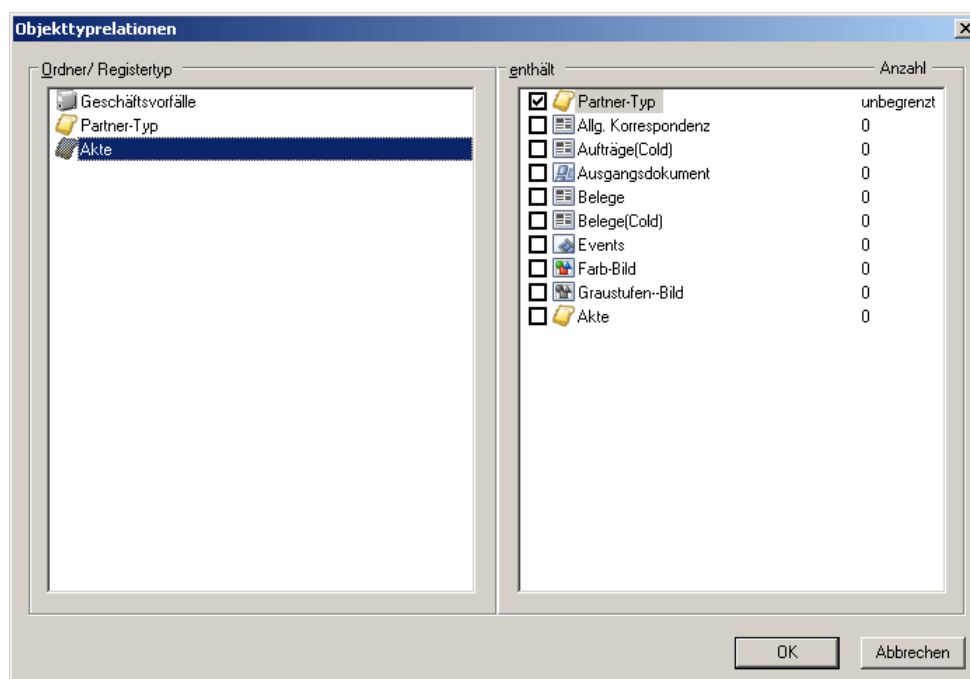 Objekttyprelationen
Ordner/ Registertyp
Geschäftsvorfälle
Partner-Typ
Akte
enthält Anzahl
Partner-Typ unbegrenzt
Allg. Korrespondenz 0
Aufträge(Cold) 0
Ausgangsdokument 0
Belege 0
Belege(Cold) 0
Events 0
Farb-Bild 0
Graustufen--Bild 0
Akte 0
OK Abbrechen